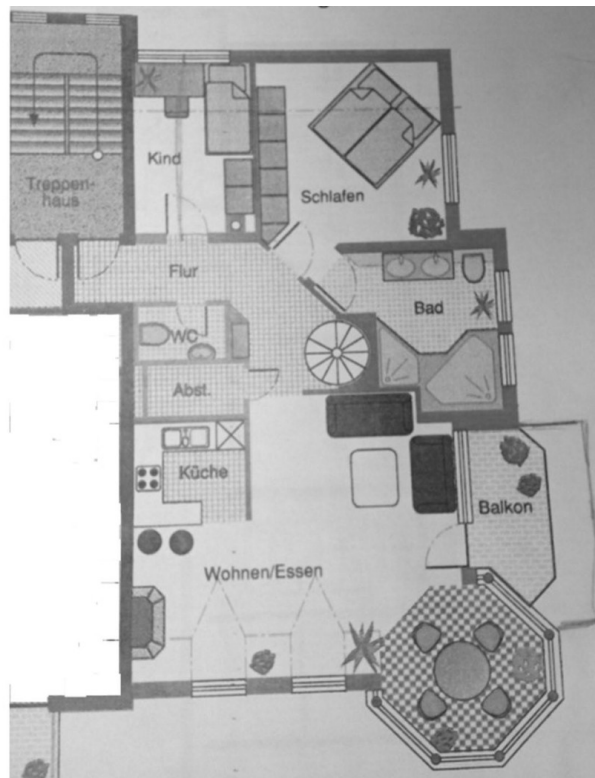 Kind
Treppen-
haus
Schlafen
Flur
Bad
WC
Abst.
Küche
Balkon
Wohnen/Essen